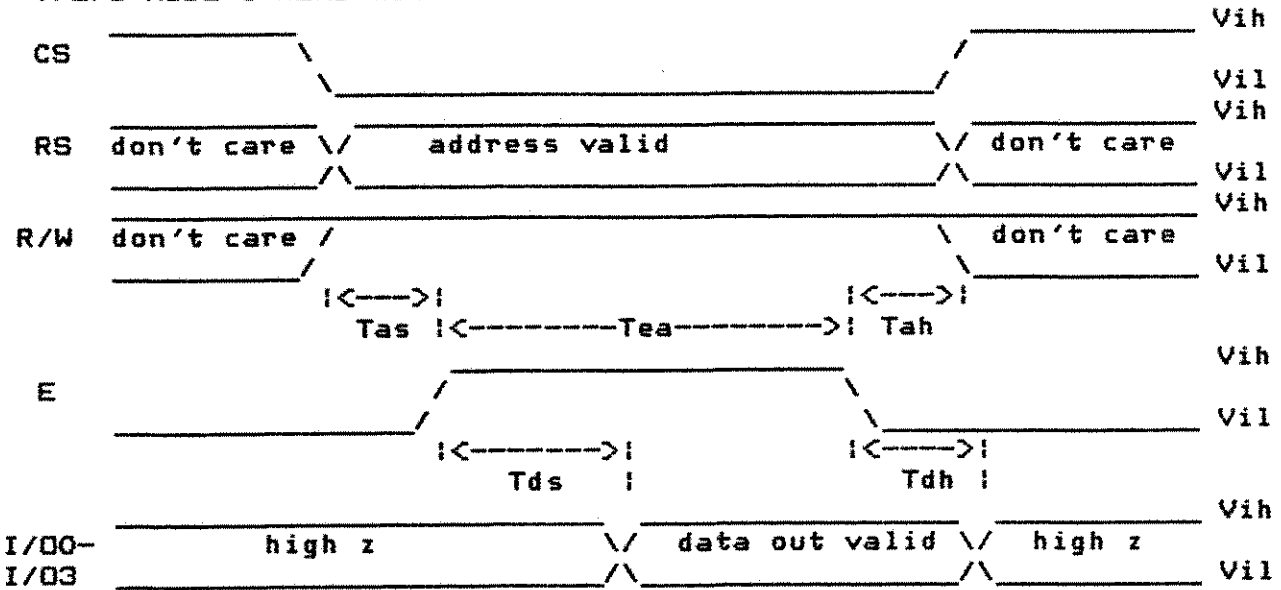 Vih
CS
Vil
Vih
RS don't care address valid don't care
Vil
Vih
R/W don't care don't care
Vil
Tas Tea Tah
Vih
E
Vil
Tds Tdh
Vih
I/O0- high z data out valid high z
I/O3 Vil